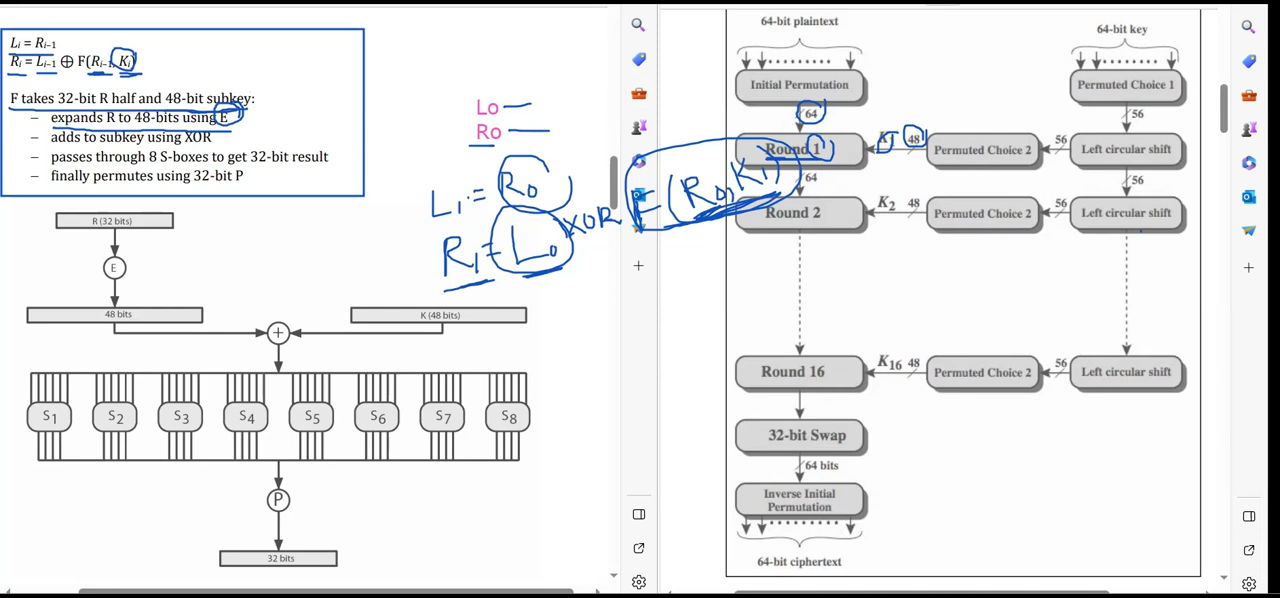 Lᵢ = Rᵢ₋₁
Rᵢ = Lᵢ₋₁ ⊕ F(Rᵢ₋₁, Kᵢ)
F takes 32-bit R half and 48-bit subkey:
– expands R to 48-bits using E
– adds to subkey using XOR
– passes through 8 S-boxes to get 32-bit result
– finally permutes using 32-bit P
R (32 bits)
E
48 bits
K (48 bits)
+
S1 S2 S3 S4 S5 S6 S7 S8
P
32 bits
Lo
Ro
L1 = R0
R1 = L0 XOR F(R0, K1)
64-bit plaintext
64-bit key
Initial Permutation
Permuted Choice 1
64
56
Round 1
K1
48
Permuted Choice 2
56
Left circular shift
64
56
Round 2
K2
48
Permuted Choice 2
56
Left circular shift
Round 16
K16
48
Permuted Choice 2
56
Left circular shift
32-bit Swap
64 bits
Inverse Initial
Permutation
64-bit ciphertext